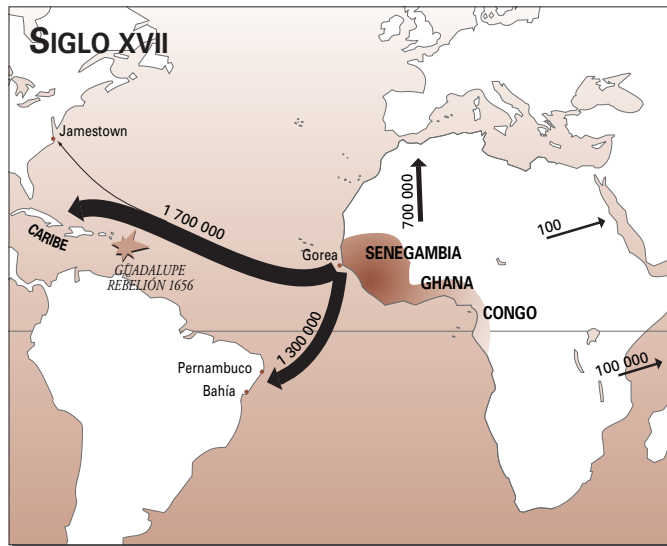 SIGLO XVII
Jamestown
1 700 000
CARIBE
GUADALUPE
REBELIÓN 1656
Gorea
700 000
100
SENEGAMBIA
GHANA
CONGO
1 300 000
Pernambuco
Bahía
100 000